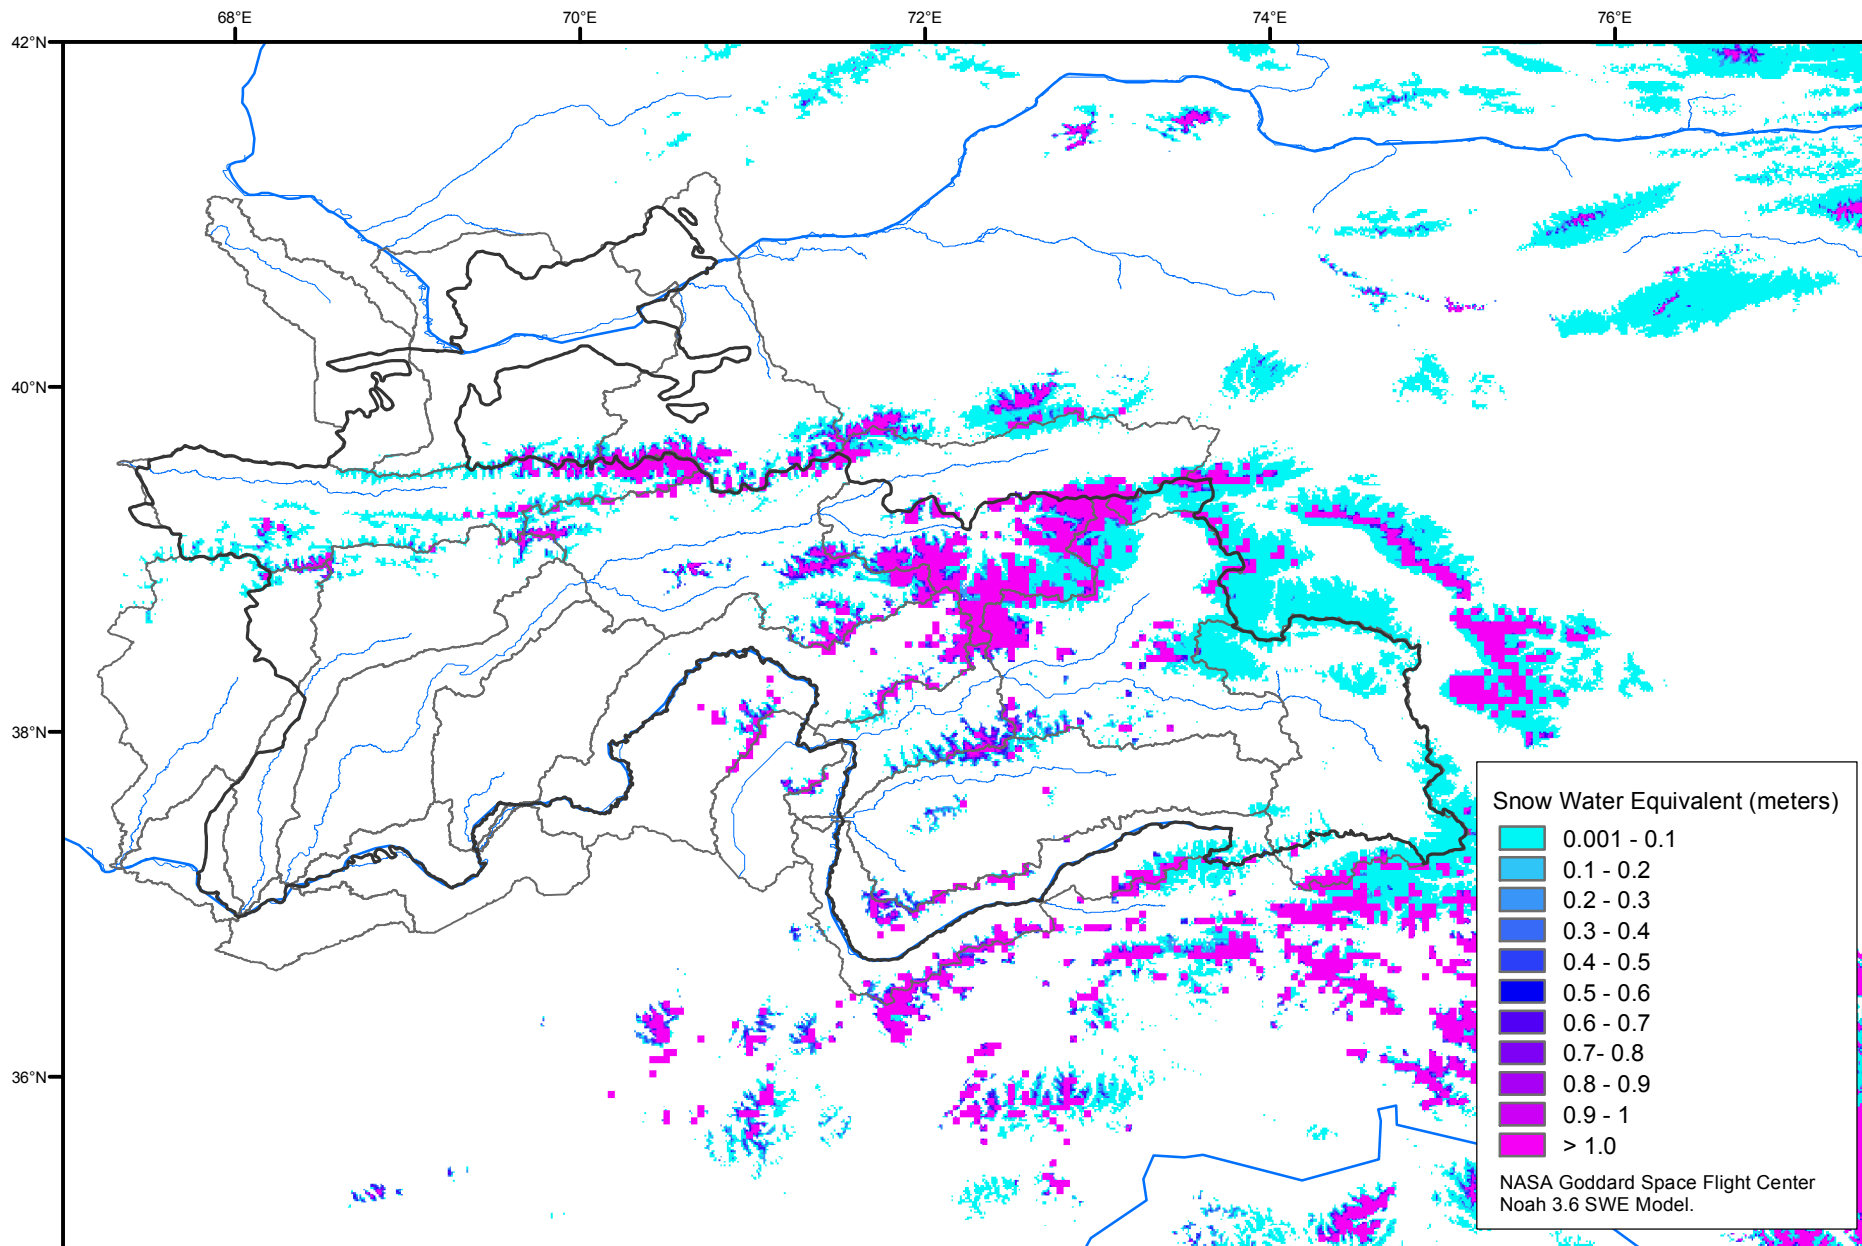 68°E 70°E 72°E 74°E 76°E
42°N
40°N
38°N
36°N
Snow Water Equivalent (meters)
0.001 - 0.1
0.1 - 0.2
0.2 - 0.3
0.3 - 0.4
0.4 - 0.5
0.5 - 0.6
0.6 - 0.7
0.7- 0.8
0.8 - 0.9
0.9 - 1
> 1.0
NASA Goddard Space Flight Center
Noah 3.6 SWE Model.